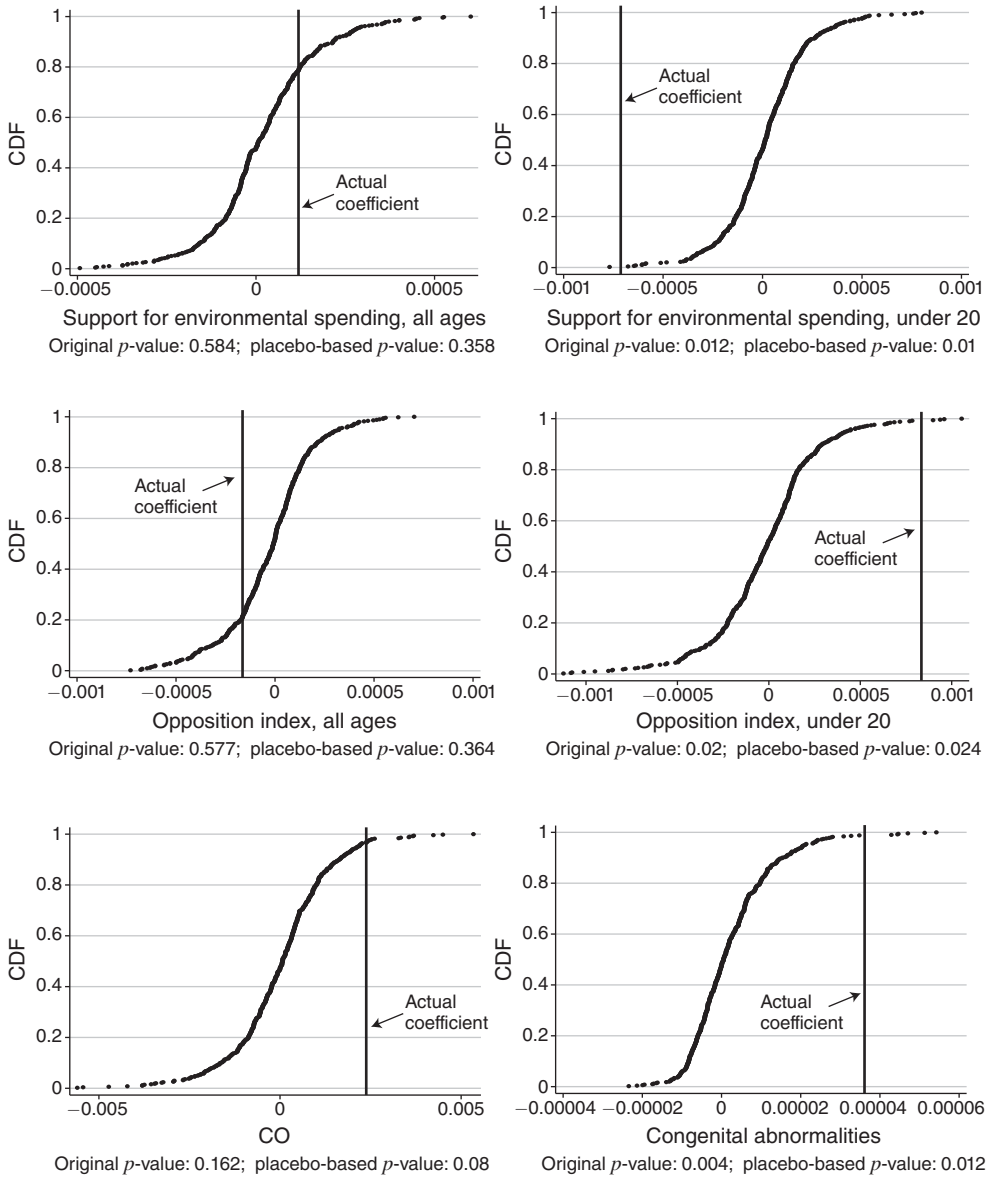 1
0.8
0.6
0.4
0.2
0
CDF
Actual
coefficient
−0.0005
0
0.0005
Support for environmental spending, all ages
Original p-value: 0.584; placebo-based p-value: 0.358
1
0.8
0.6
0.4
0.2
0
CDF
Actual
coefficient
−0.001
−0.0005
0
0.0005
0.001
Support for environmental spending, under 20
Original p-value: 0.012; placebo-based p-value: 0.01
1
0.8
0.6
0.4
0.2
0
CDF
Actual
coefficient
−0.001
−0.0005
0
0.0005
0.001
Opposition index, all ages
Original p-value: 0.577; placebo-based p-value: 0.364
1
0.8
0.6
0.4
0.2
0
CDF
Actual
coefficient
−0.001
−0.0005
0
0.0005
0.001
Opposition index, under 20
Original p-value: 0.02; placebo-based p-value: 0.024
1
0.8
0.6
0.4
0.2
0
CDF
Actual
coefficient
−0.005
0
0.005
CO
Original p-value: 0.162; placebo-based p-value: 0.08
1
0.8
0.6
0.4
0.2
0
CDF
Actual
coefficient
−0.00004
−0.00002
0
0.00002
0.00004
0.00006
Congenital abnormalities
Original p-value: 0.004; placebo-based p-value: 0.012